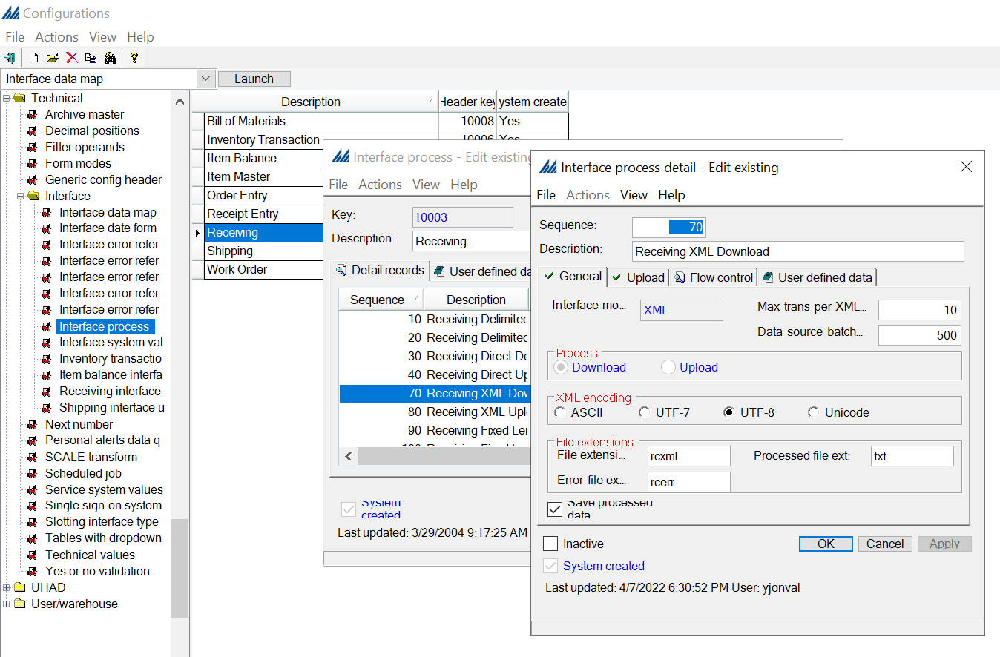 Configurations
File Actions View Help
Interface data map
Launch
Technical
Archive master
Decimal positions
Filter operands
Form modes
Generic config header
Interface
Interface data map
Interface date form
Interface error refer
Interface error refer
Interface error refer
Interface error refer
Interface error refer
Interface process
Interface system val
Inventory transactio
Item balance interfa
Receiving interface
Shipping interface u
Next number
Personal alerts data q
SCALE transform
Scheduled job
Service system values
Single sign-on system
Slotting interface type
Tables with dropdown
Technical values
Yes or no validation
UHAD
User/warehouse
Description Header key ystem create
Bill of Materials 10008 Yes
Inventory Transaction 10006 Yes
Item Balance
Item Master
Order Entry
Receipt Entry
Receiving
Shipping
Work Order
Interface process - Edit existing
File Actions View Help
Key: 10003
Description: Receiving
Detail records User defined da
Sequence Description
10 Receiving Delimited
20 Receiving Delimited
30 Receiving Direct Do
40 Receiving Direct Up
70 Receiving XML Dow
80 Receiving XML Uplo
90 Receiving Fixed Len
System
created
Last updated: 3/29/2004 9:17:25 AM
Interface process detail - Edit existing
File Actions View Help
Sequence: 70
Description: Receiving XML Download
General Upload Flow control User defined data
Interface mo... XML Max trans per XML... 10
Data source batch... 500
Process
Download Upload
XML encoding
ASCII UTF-7 UTF-8 Unicode
File extensions
File extensi... rcxml Processed file ext: txt
Error file ex... rcerr
Save processed
data
Inactive
OK Cancel Apply
System created
Last updated: 4/7/2022 6:30:52 PM User: yjonval